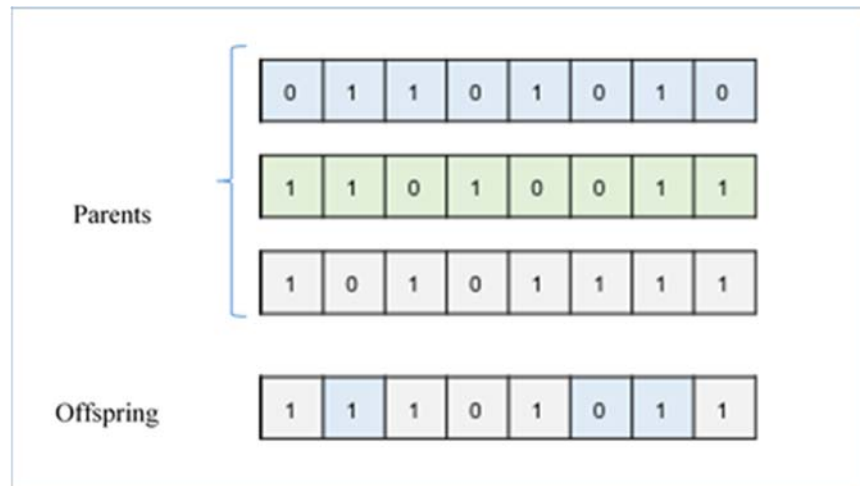 0 1 1 0 1 0 1 0
1 1 0 1 0 0 1 1
Parents
1 0 1 0 1 1 1 1
Offspring
1 1 1 0 1 0 1 1